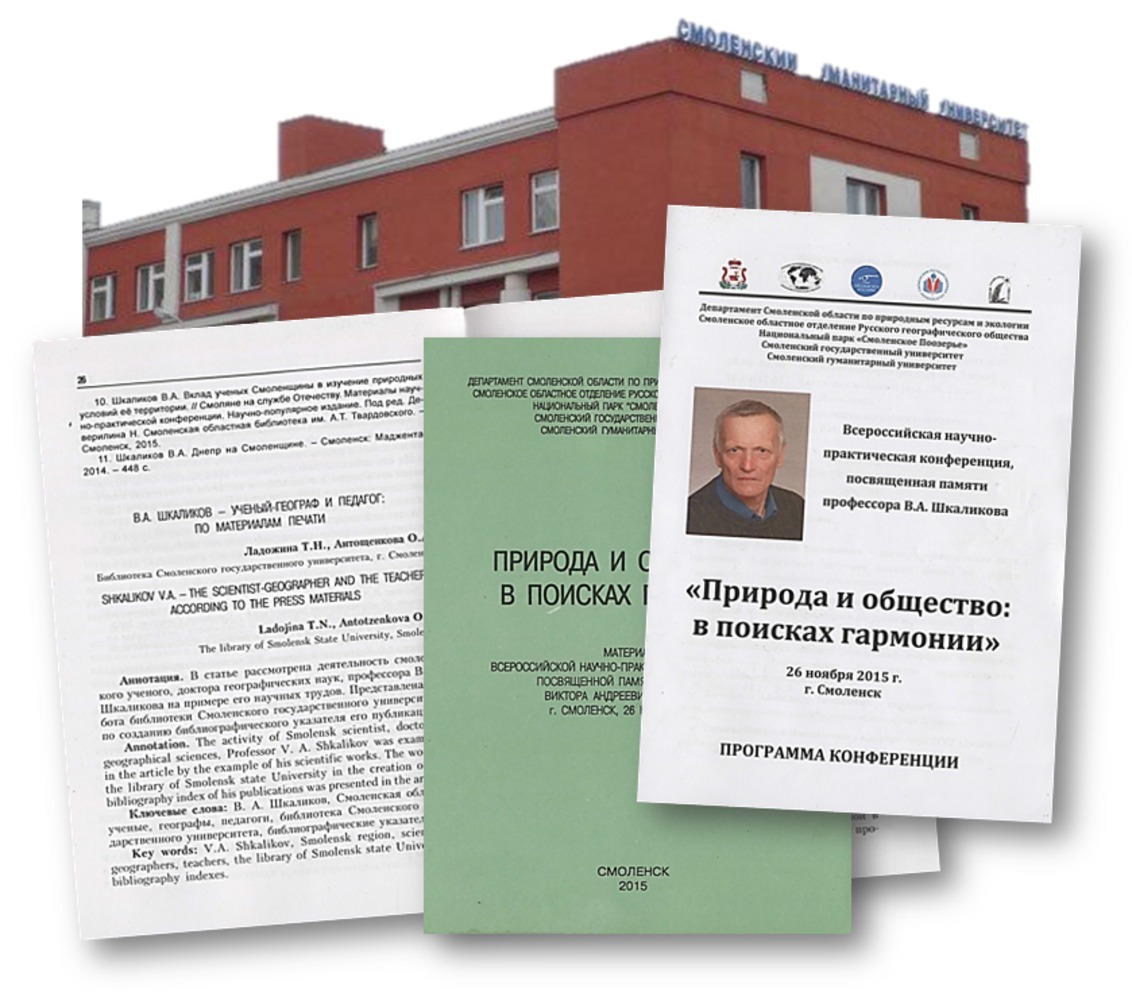 СМОЛЕНСКИЙ УМАНИТАРНЫЙ УНИВЕРСИТЕТ
26
10. Шкаликов В.А. Вклад ученых Смоленщины в изучение природных
условий её территории. // Смоляне на службе Отечеству. Материалы науч-
но-практической конференции. Научно-популярное издание. Под ред. Де-
верилина Н. Смоленская областная библиотека им. А.Т. Твардовского. –
Смоленск, 2015.
11. Шкаликов В.А. Днепр на Смоленщине. – Смоленск: Маджента
2014. – 448 с.
В.А. ШКАЛИКОВ – УЧЕНЫЙ-ГЕОГРАФ И ПЕДАГОГ:
ПО МАТЕРИАЛАМ ПЕЧАТИ
Ладожина Т.Н., Антощенкова О.
Библиотека Смоленского государственного университета, г. Смолен
SHKALIKOV V.A. – THE SCIENTIST-GEOGRAPHER AND THE TEACHER
ACCORDING TO THE PRESS MATERIALS
Ladojina T.N., Antotzenkova O
The library of Smolensk State University, Smole
Аннотация. В статье рассмотрена деятельность смоле
кого ученого, доктора географических наук, профессора В
Шкаликова на примере его научных трудов. Представлена
бота библиотеки Смоленского государственного университ
по созданию библиографического указателя его публикац
Annotation. The activity of Smolensk scientist, docto
geographical sciences, Professor V. A. Shkalikov was exam
in the article by the example of his scientific works. The wo
the library of Smolensk state University in the creation o
bibliography index of his publications was presented in the ar
Ключевые слова: В. А. Шкаликов, Смоленская обл
ученые, географы, педагоги, библиотека Смоленского
дарственного университета, библиографические указател
Key words: V.A. Shkalikov, Smolensk region, scien
geographers, teachers, the library of Smolensk state Unive
bibliography indexes.
ДЕПАРТАМЕНТ СМОЛЕНСКОЙ ОБЛАСТИ ПО ПРИ
СМОЛЕНСКОЕ ОБЛАСТНОЕ ОТДЕЛЕНИЕ РУССКО
НАЦИОНАЛЬНЫЙ ПАРК "СМОЛЕ
СМОЛЕНСКИЙ ГОСУДАРСТВЕН
СМОЛЕНСКИЙ ГУМАНИТАРНЫ
ПРИРОДА И О
В ПОИСКАХ Г
МАТЕРИА
ВСЕРОССИЙСКОЙ НАУЧНО-ПРАК
ПОСВЯЩЕННОЙ ПАМЯ
ВИКТОРА АНДРЕЕВИ
г. СМОЛЕНСК, 26
СМОЛЕНСК
2015
Департамент Смоленской области по природным ресурсам и экологии
Смоленское областное отделение Русского географического общества
Национальный парк «Смоленское Поозерье»
Смоленский государственный университет
Смоленский гуманитарный университет
Всероссийская научно-
практическая конференция,
посвященная памяти
профессора В.А. Шкаликова
«Природа и общество:
в поисках гармонии»
26 ноября 2015 г.
г. Смоленск
ПРОГРАММА КОНФЕРЕНЦИИ
про-